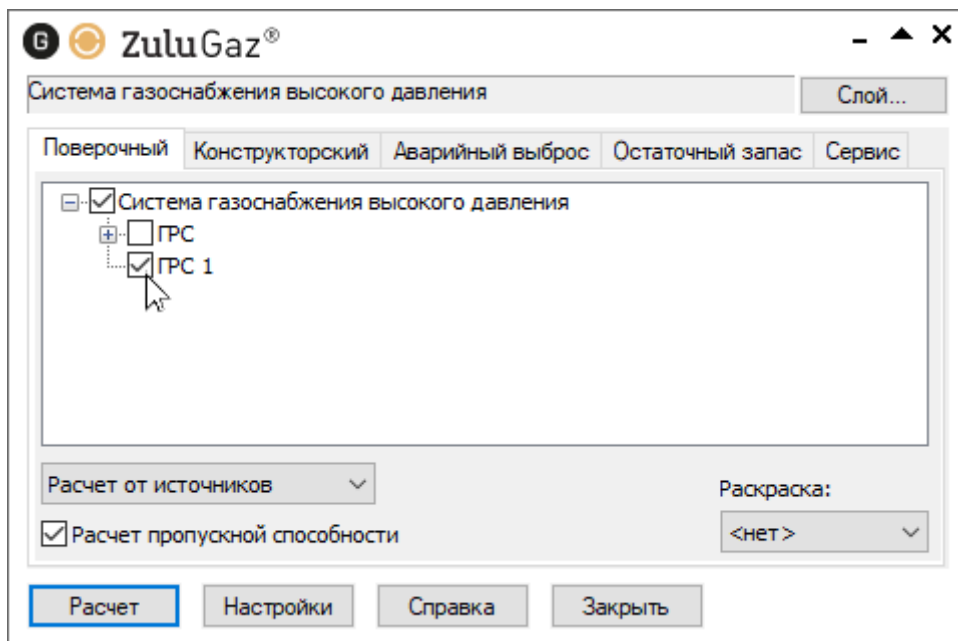 G ZuluGaz®
Система газоснабжения высокого давления Слой...
Поверочный Конструкторский Аварийный выброс Остаточный запас Сервис
Система газоснабжения высокого давления
ГРС
ГРС 1
Расчет от источников Раскраска:
Расчет пропускной способности <нет>
Расчет Настройки Справка Закрыть